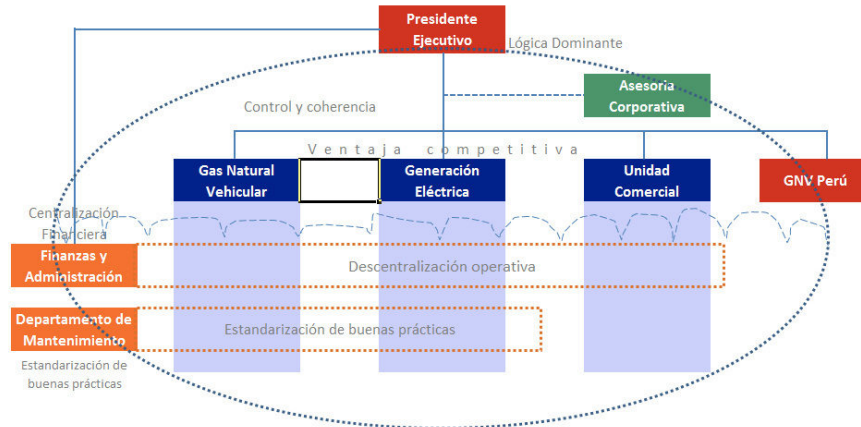 Presidente
Ejecutivo
Lógica Dominante
Asesoría
Corporativa
Control y coherencia
Ventaja competitiva
Gas Natural
Vehicular
Generación
Eléctrica
Unidad
Comercial
GNV Perú
Centralización
Financiera
Finanzas y
Administración
Descentralización operativa
Departamento de
Mantenimiento
Estandarización de buenas prácticas
Estandarización de
buenas prácticas